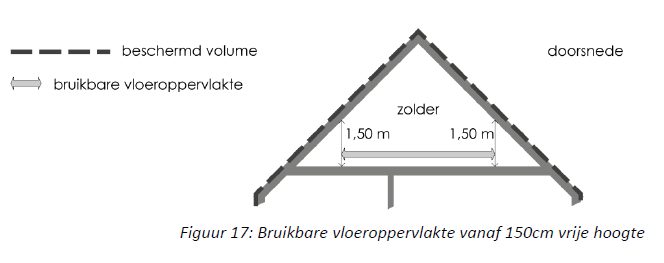 beschermd volume
doorsnede
bruikbare vloeroppervlakte
zolder
1,50 m
1,50 m
Figuur 17: Bruikbare vloeroppervlakte vanaf 150cm vrije hoogte